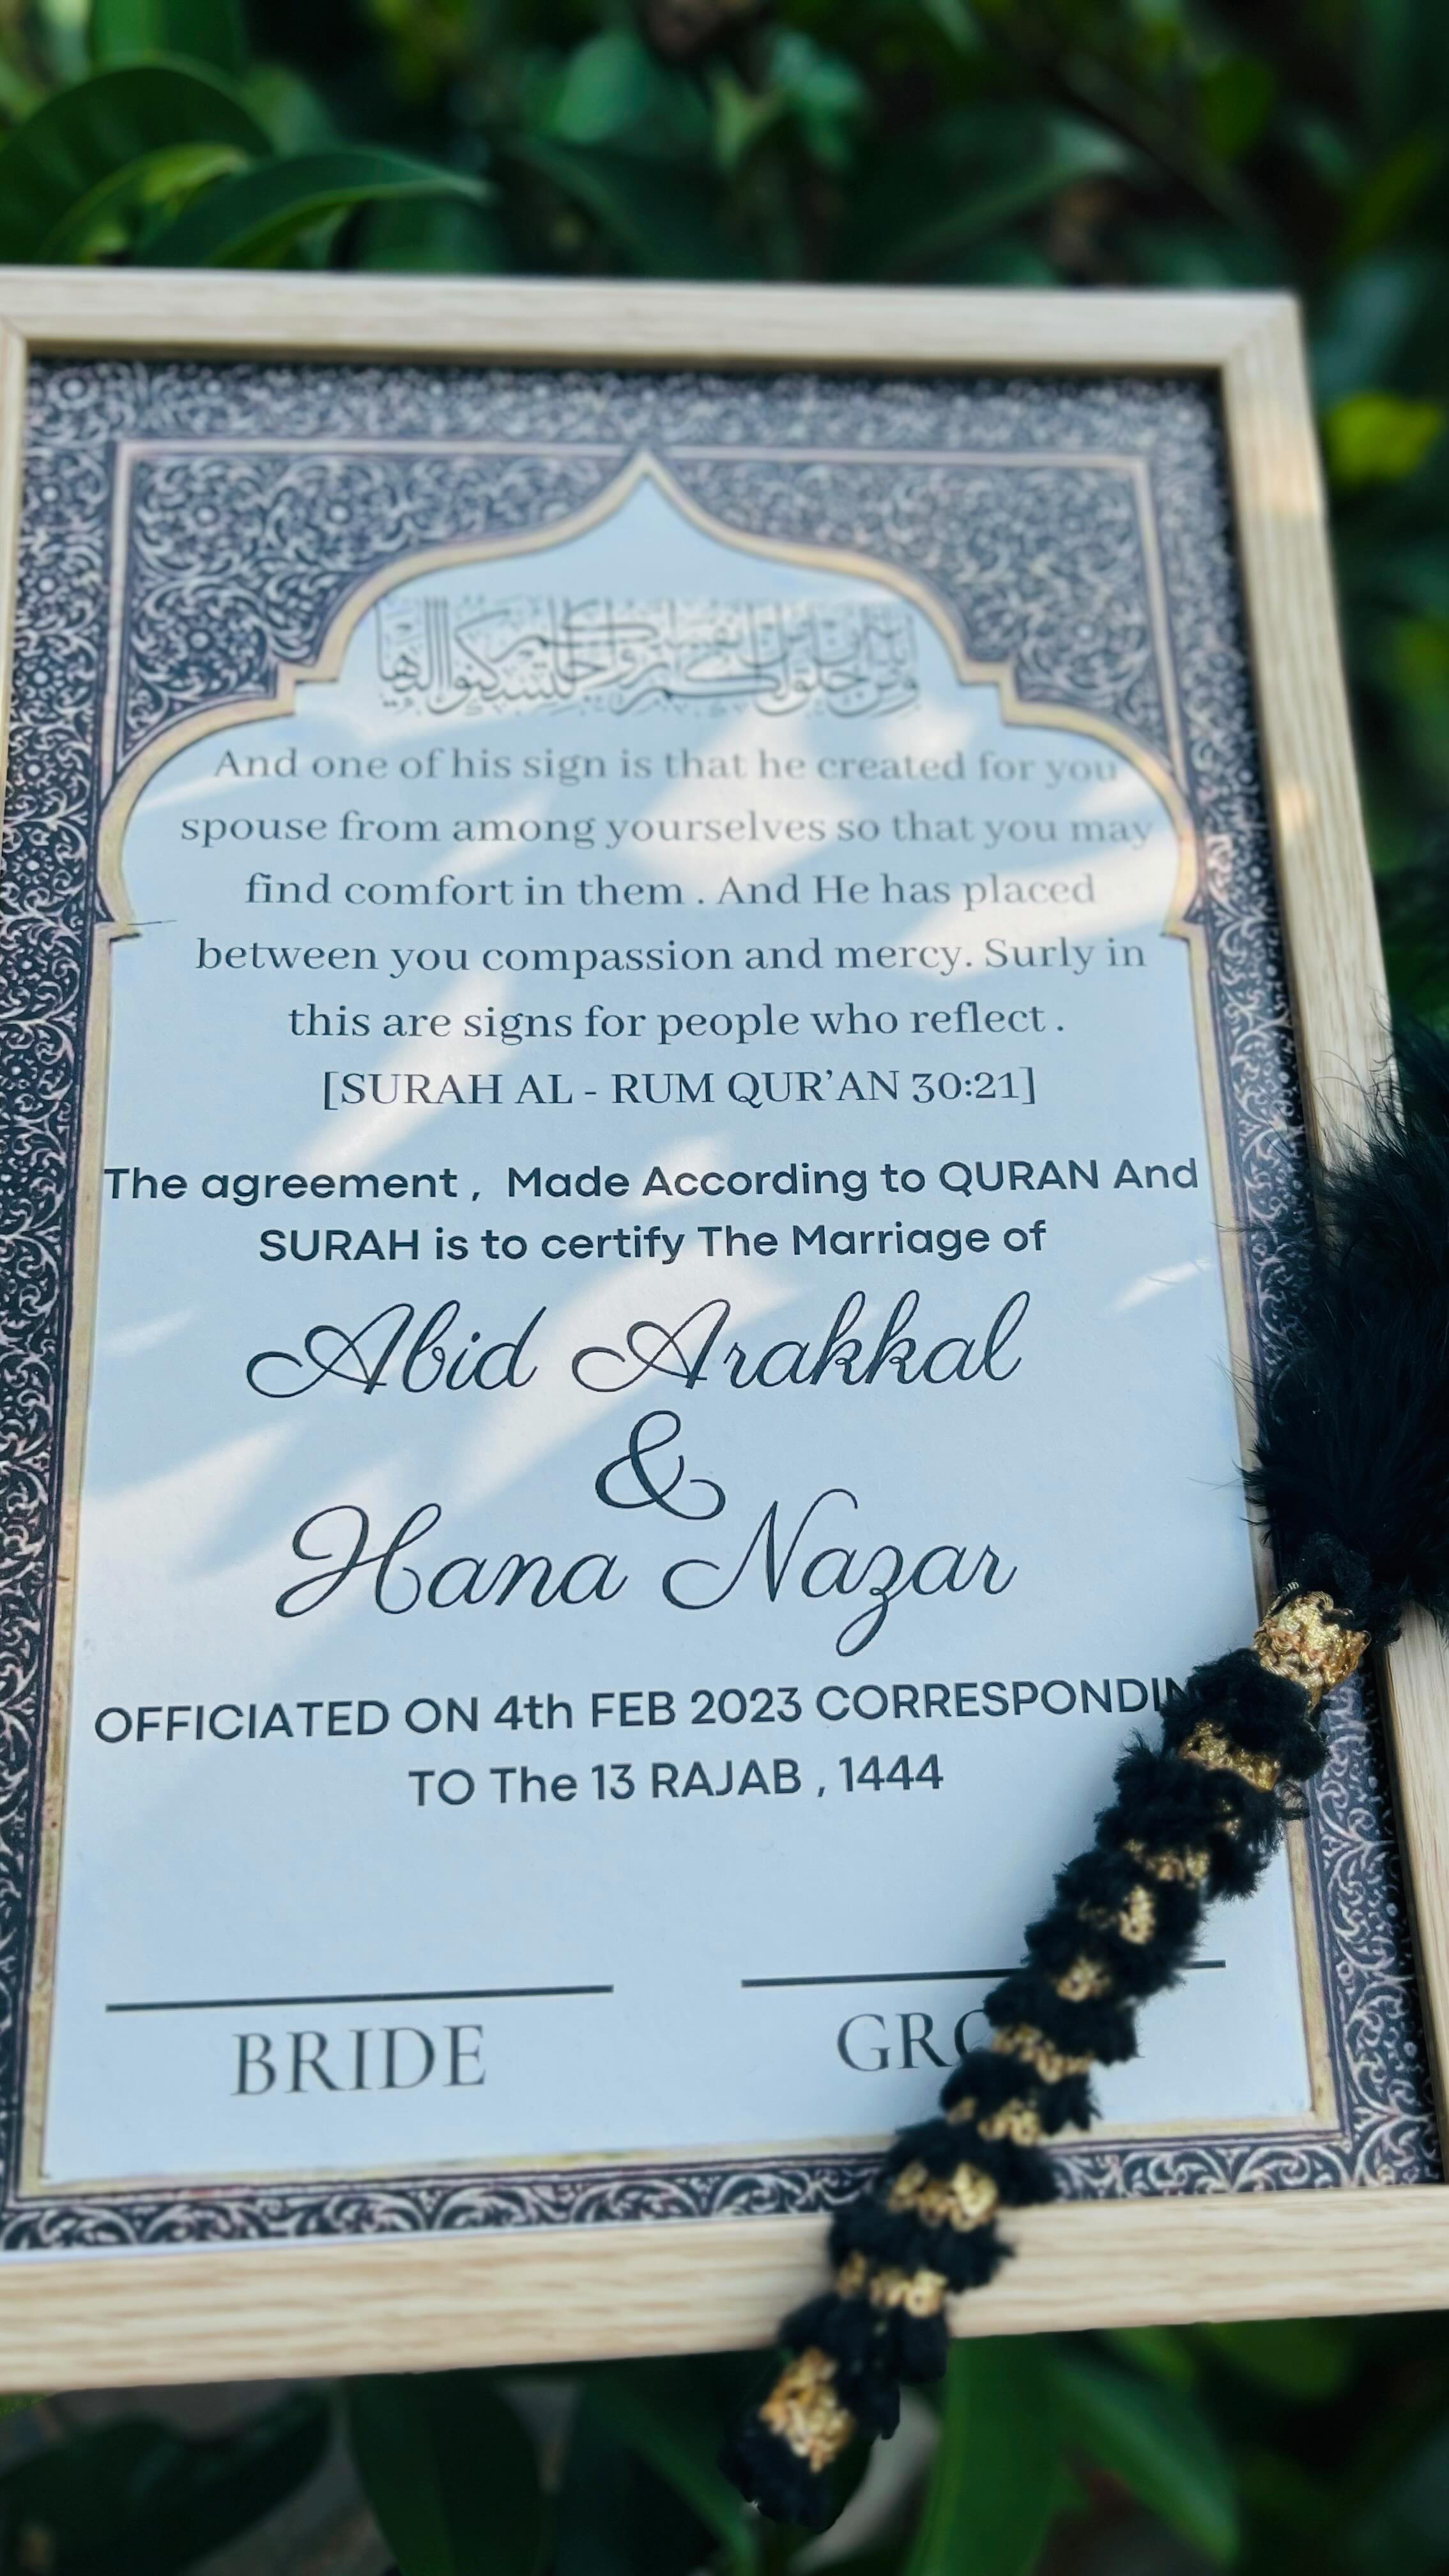 ومن آياته أن خلق لكم من أنفسكم أزواجا لتسكنوا إليها
And one of his sign is that he created for you
spouse from among yourselves so that you may
find comfort in them . And He has placed
between you compassion and mercy. Surly in
this are signs for people who reflect .
[SURAH AL - RUM QUR’AN 30:21]
The agreement , Made According to QURAN And
SURAH is to certify The Marriage of
Abid Arakkal
&
Hana Nazar
OFFICIATED ON 4th FEB 2023 CORRESPONDIN
TO The 13 RAJAB , 1444
BRIDE GRO